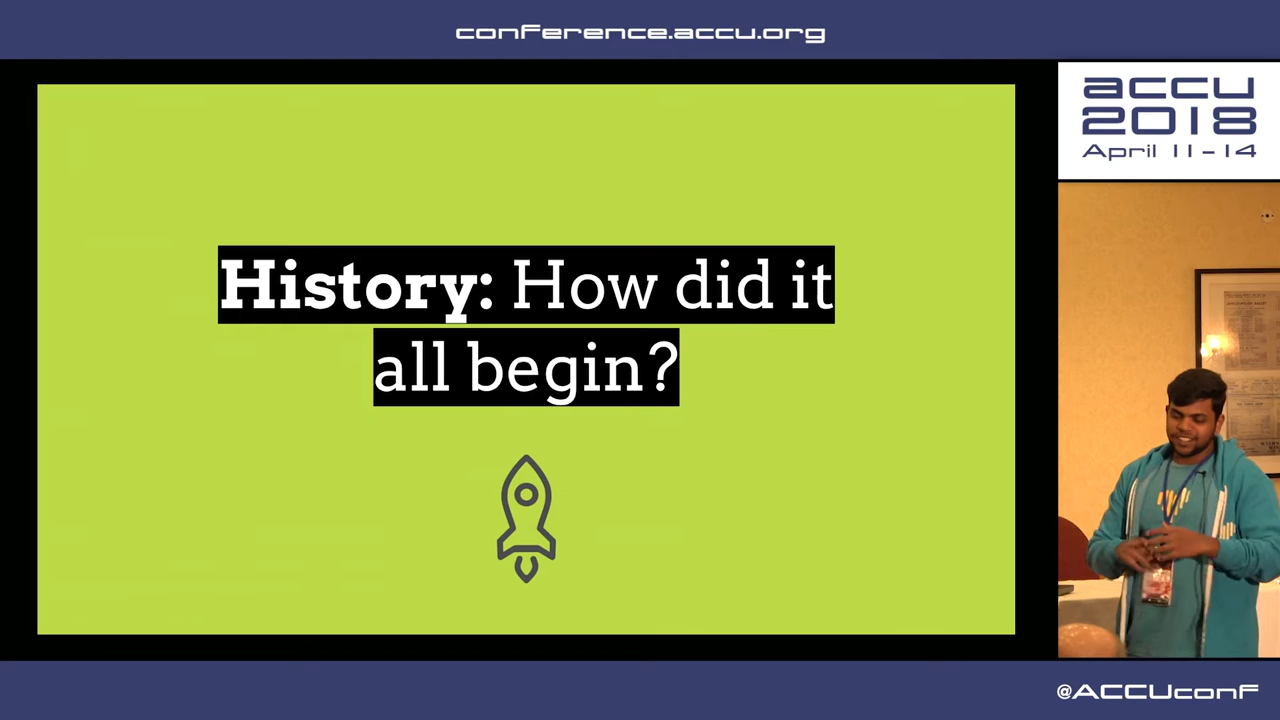 conference.accu.org
accu
2018
April 11-14
History: How did it
all begin?
@ACCUconf